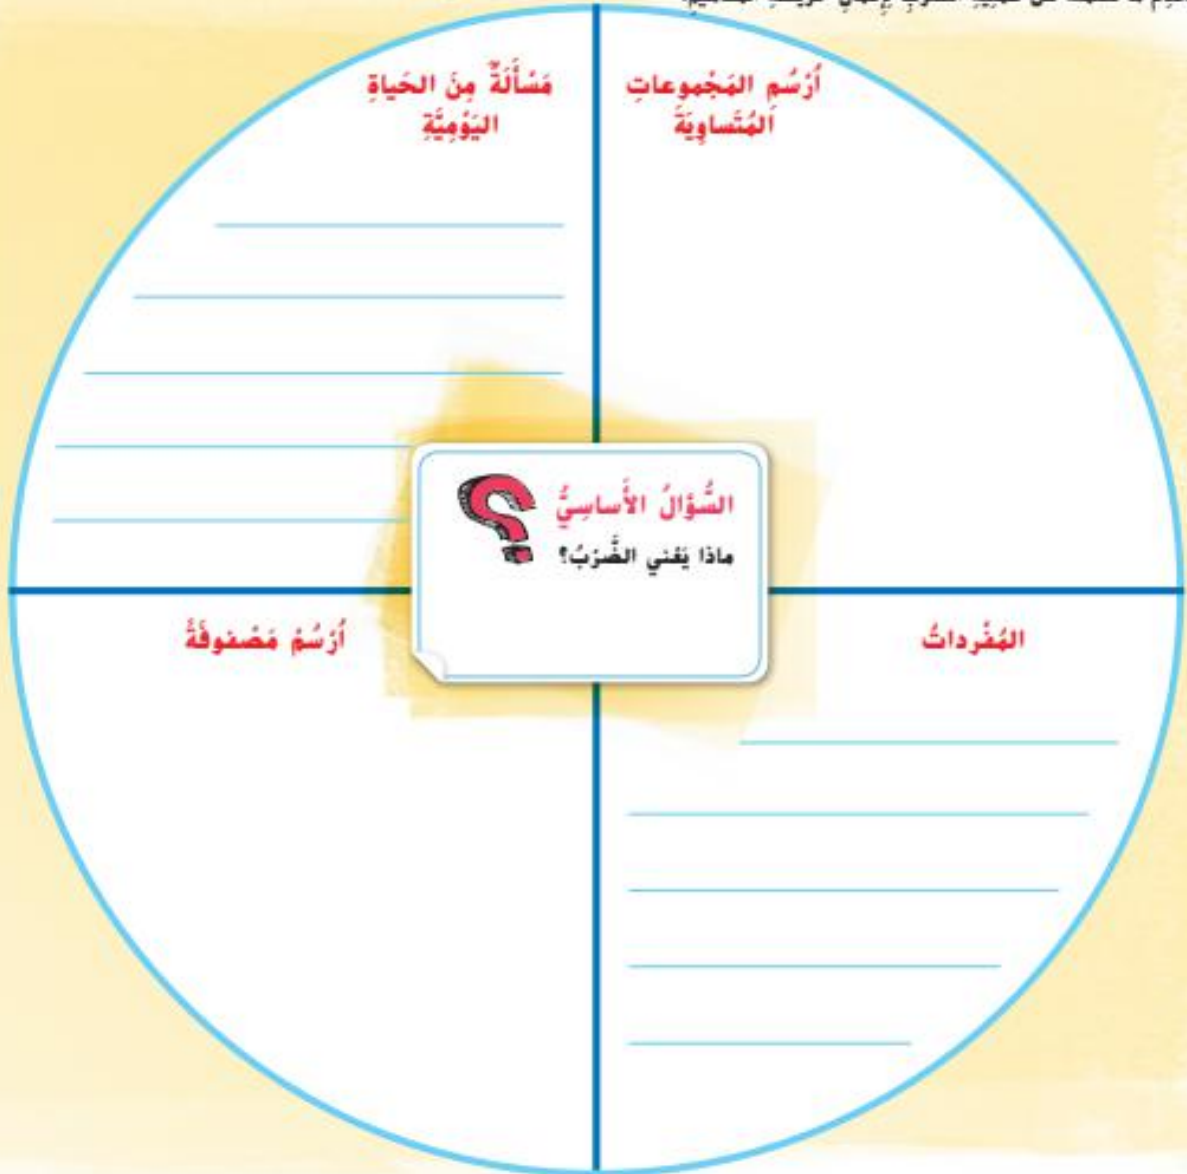 أَرْسُمِ المَجْموعاتِ
المُتَساوِيَةَ
مَسْأَلَةٌ مِنَ الحَياةِ
اليَوْمِيَّةِ
السُّؤالُ الأَساسِيُّ
ماذا يَعْني الضَّرْبُ؟
المُفْرَداتُ
أَرْسُمُ مَصْفوفَةً